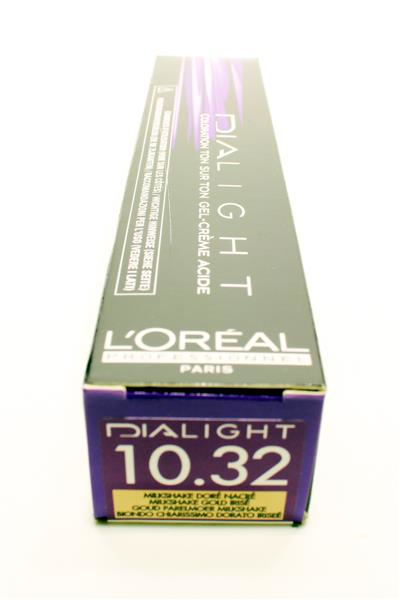 DIALIGHT
COLORATION TON SUR TON GEL-CRÈME ACIDE
L'ORÉAL
PROFESSIONNEL
PARIS
DIALIGHT
10.32
MILKSHAKE DORÉ NACRÉ
MILKSHAKE GOLD IRISÉ
GOUD PARELMOER MILKSHAKE
BIONDO CHIARISSIMO DORATO IRISEÉ